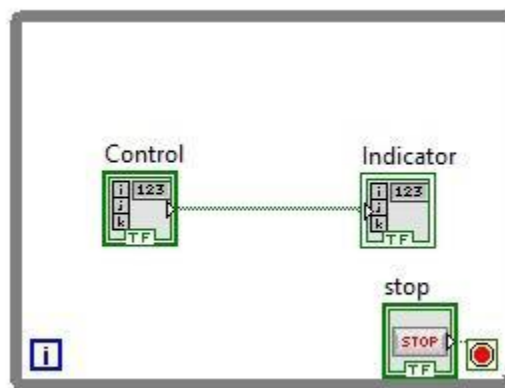 Control
Indicator
i 123
j
k
TF
i 123
j
k
TF
stop
STOP
TF
i